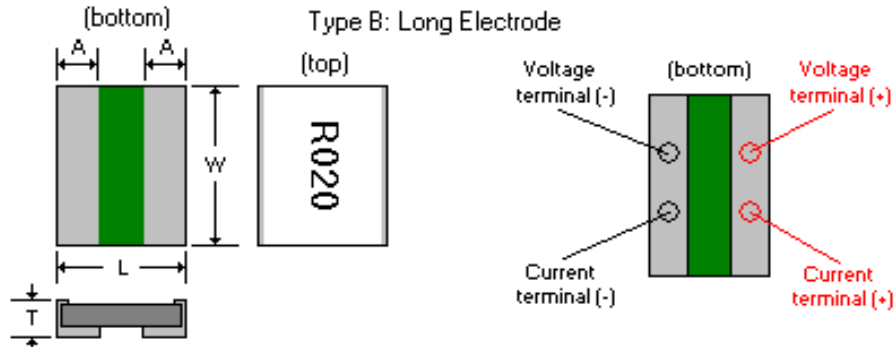 Type B: Long Electrode
(bottom)
A
A
(top)
R020
W
L
T
(bottom)
Voltage
terminal (-)
Voltage
terminal (+)
Current
terminal (-)
Current
terminal (+)